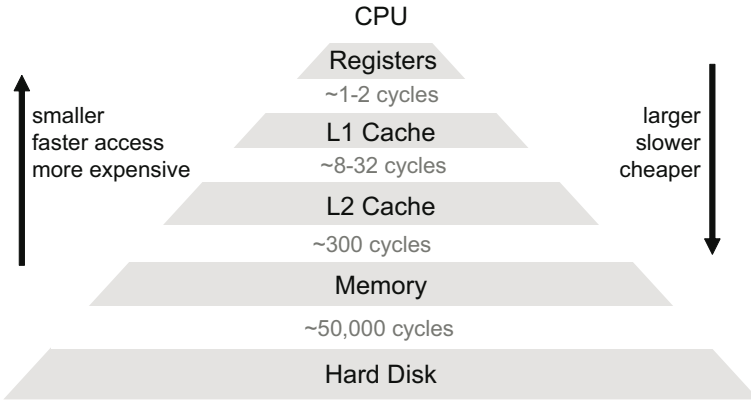 CPU
Registers
~1-2 cycles
smaller
faster access
more expensive
larger
slower
cheaper
L1 Cache
~8-32 cycles
L2 Cache
~300 cycles
Memory
~50,000 cycles
Hard Disk